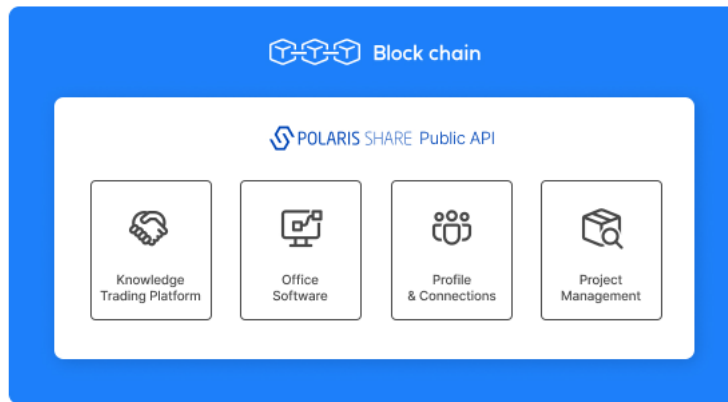 Block chain
POLARIS SHARE Public API
Knowledge
Trading Platform
Office
Software
Profile
& Connections
Project
Management